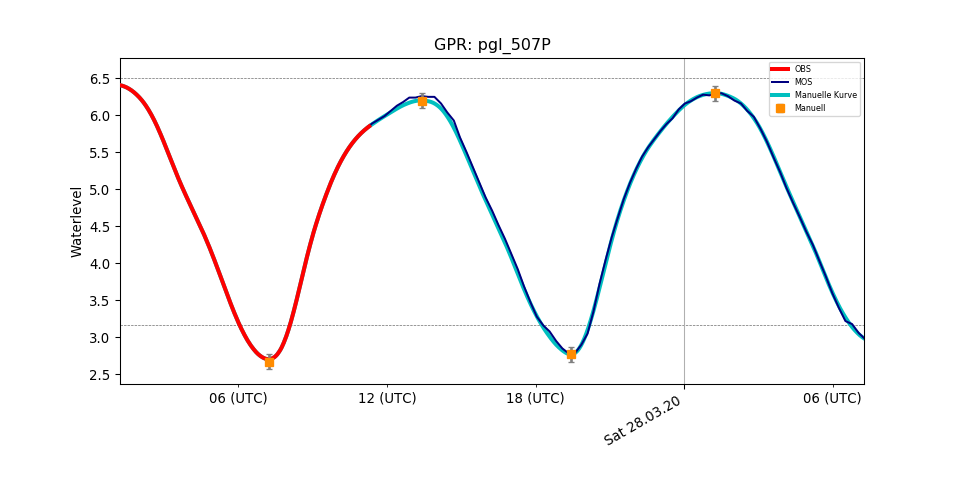 GPR: pgl_507P
OBS
MOS
Manuelle Kurve
Manuell
Waterlevel
6.5
6.0
5.5
5.0
4.5
4.0
3.5
3.0
2.5
06 (UTC)
12 (UTC)
18 (UTC)
Sat 28.03.20
06 (UTC)